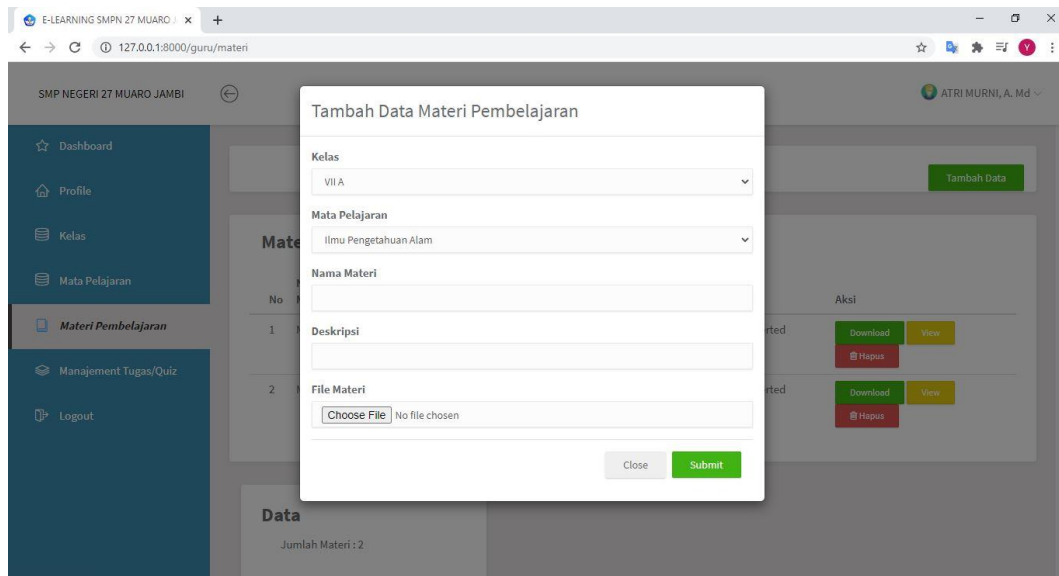 E-LEARNING SMPN 27 MUARO J
127.0.0.1:8000/guru/materi
Y
SMP NEGERI 27 MUARO JAMBI
ATRI MURNI, A. Md
Dashboard
Profile
Kelas
Mata Pelajaran
Materi Pembelajaran
Manajement Tugas/Quiz
Logout
Tambah Data
Tambah Data Materi Pembelajaran
Kelas
VII A
Mata Pelajaran
Ilmu Pengetahuan Alam
Nama Materi
Deskripsi
File Materi
Choose File No file chosen
Close Submit
Mate
No Aksi
1 rted Download View
Hapus
2 rted Download View
Hapus
Data
Jumlah Materi : 2